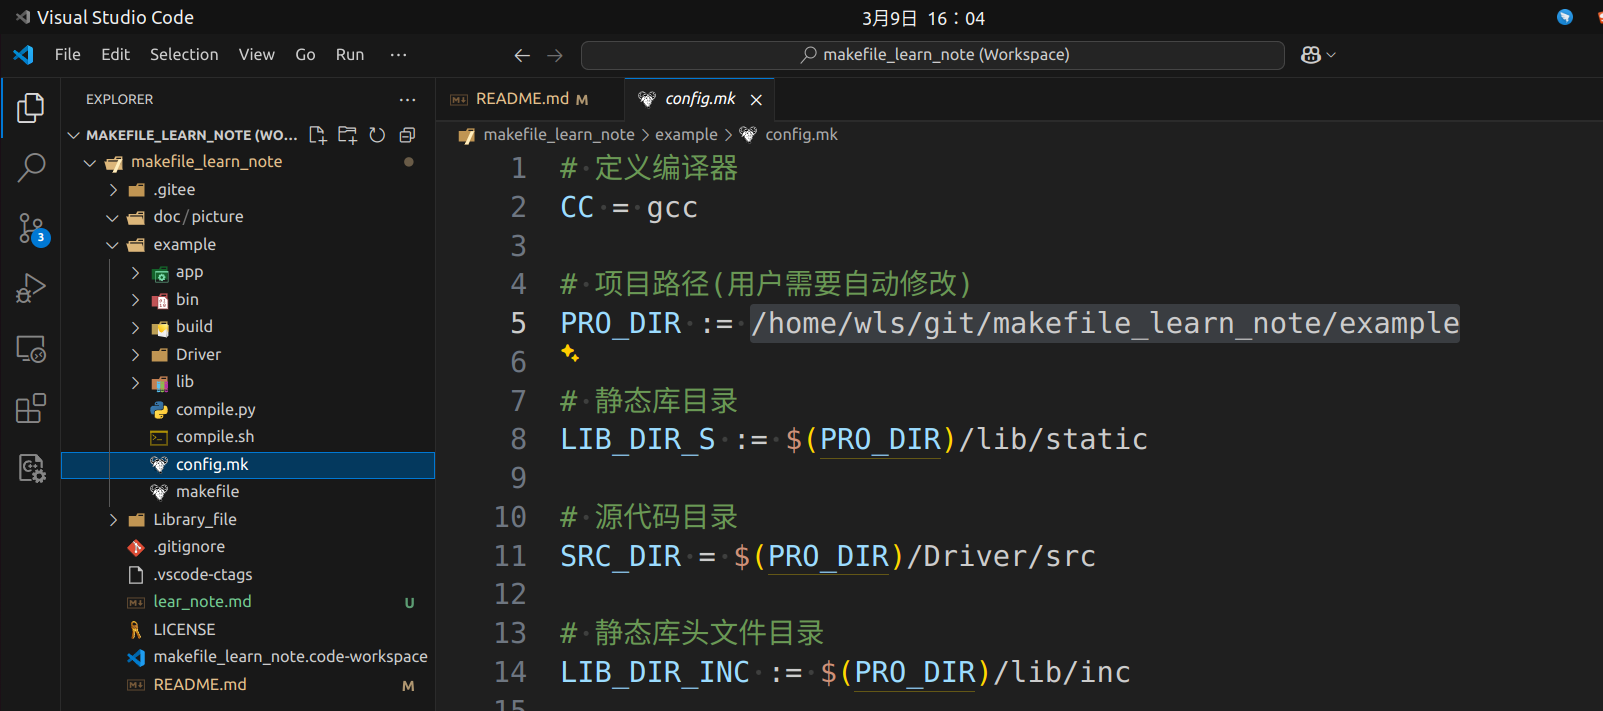 Visual Studio Code
3月9日 16：04
File Edit Selection View Go Run ···
makefile_learn_note (Workspace)
EXPLORER
MAKEFILE_LEARN_NOTE (WO...
makefile_learn_note
.gitee
doc/picture
example
app
bin
build
Driver
lib
compile.py
compile.sh
config.mk
makefile
Library_file
.gitignore
.vscode-ctags
lear_note.md U
LICENSE
makefile_learn_note.code-workspace
README.md M
3
README.md M
config.mk
makefile_learn_note > example > config.mk
1 # 定义编译器
2 CC = gcc
3
4 # 项目路径(用户需要自动修改)
5 PRO_DIR := /home/wls/git/makefile_learn_note/example
6
7 # 静态库目录
8 LIB_DIR_S := $(PRO_DIR)/lib/static
9
10 # 源代码目录
11 SRC_DIR = $(PRO_DIR)/Driver/src
12
13 # 静态库头文件目录
14 LIB_DIR_INC := $(PRO_DIR)/lib/inc
15